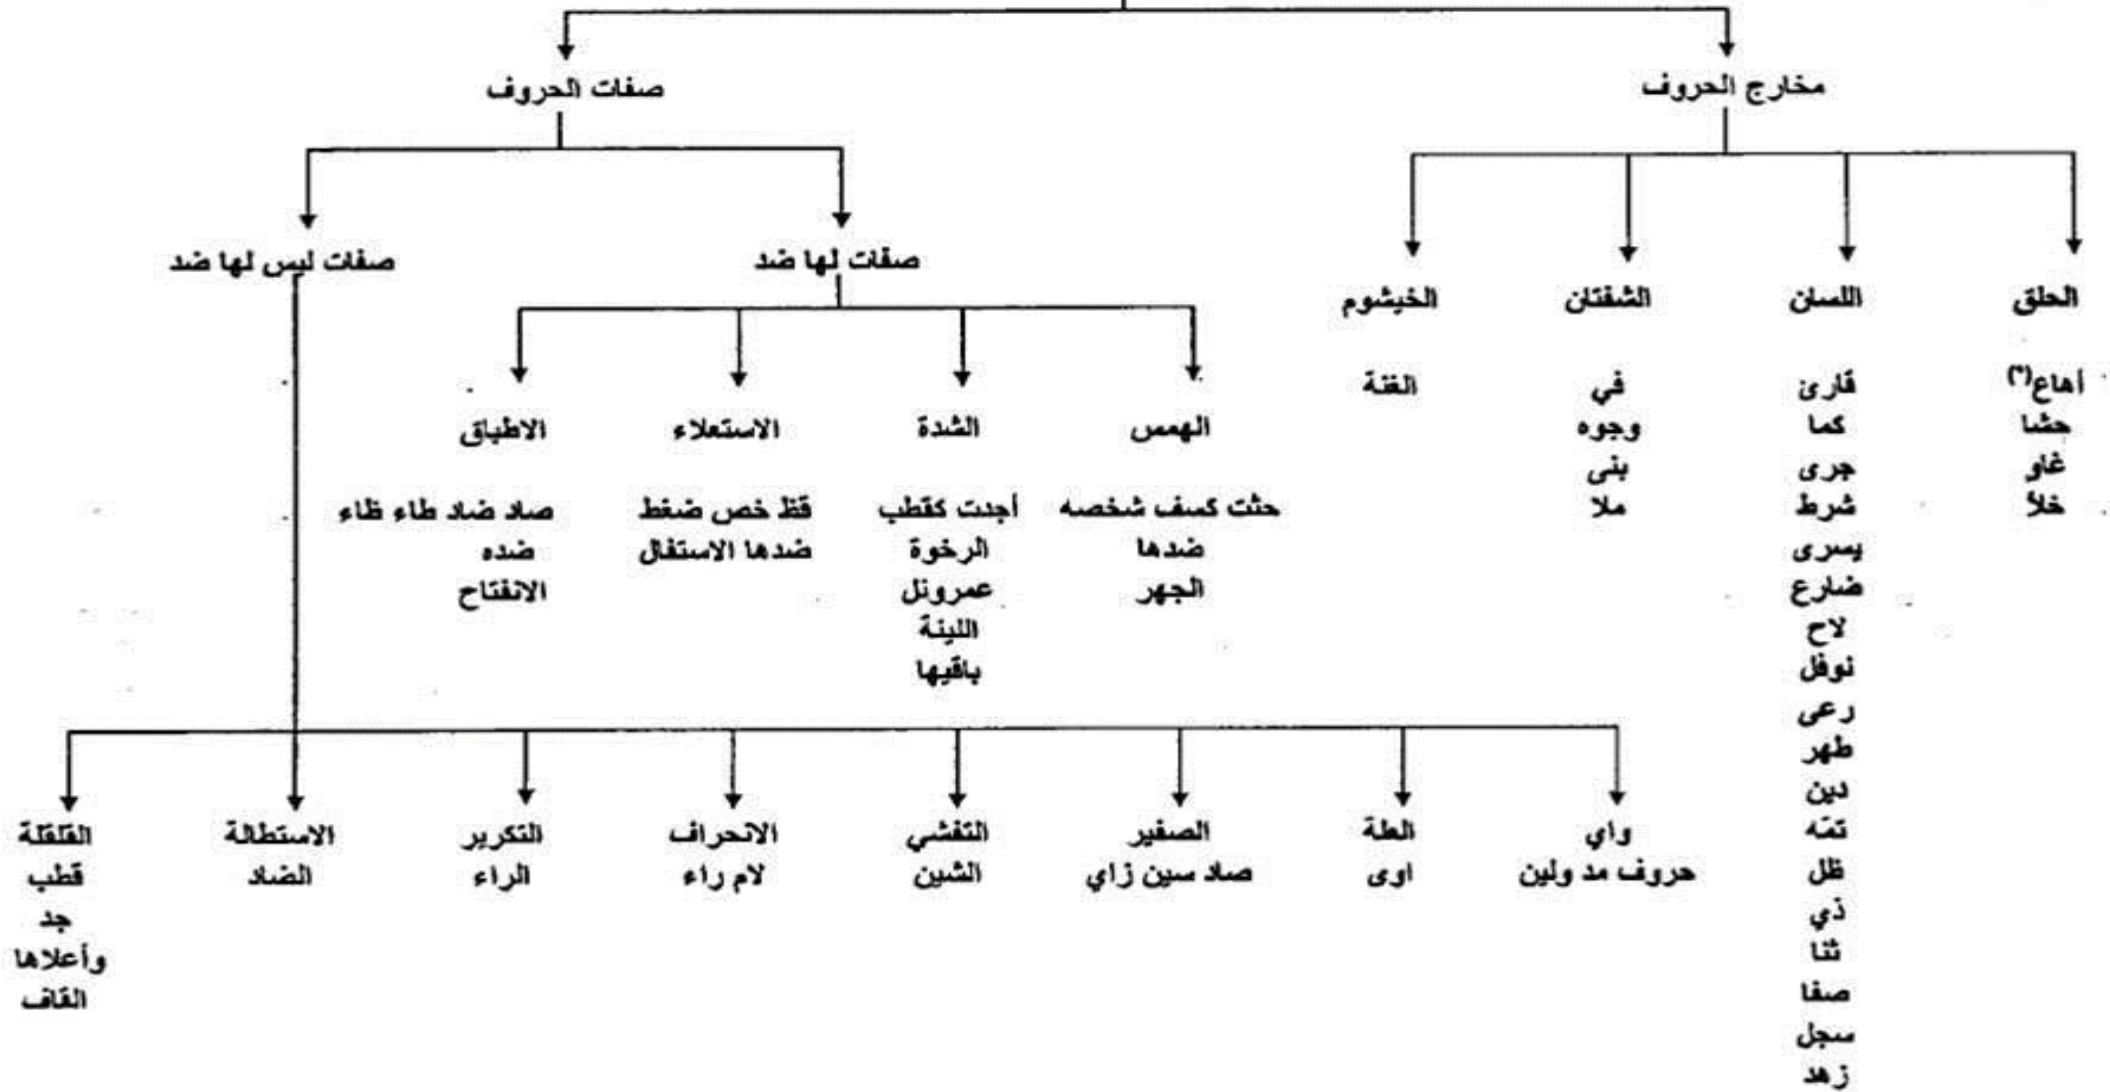 مخارج الحروف
الحلق
أهاع(*)
حشا
غاو
خلأ
اللسان
قارئ
كما
جرى
شرط
يسرى
ضارع
لاح
نوفل
رعى
طهر
دين
تمّه
ظل
ذي
ثنا
صفا
سجل
زهد
الشفتان
في
وجوه
بنى
ملا
الخيشوم
الغنة
صفات الحروف
صفات لها ضد
الهمس
حثت كسف شخصه
ضدها
الجهر
الشدة
أجدت كقطب
الرخوة
عمرونل
اللينة
باقيها
الاستعلاء
قظ خص ضغط
ضدها الاستفال
الاطباق
صاد ضاد طاء ظاء
ضده
الانفتاح
صفات ليس لها ضد
واي
حروف مد ولين
العلة
اوى
الصفير
صاد سين زاي
التفشي
الشين
الانحراف
لام راء
التكرير
الراء
الاستطالة
الضاد
القلقلة
قطب
جد
وأعلاها
القاف